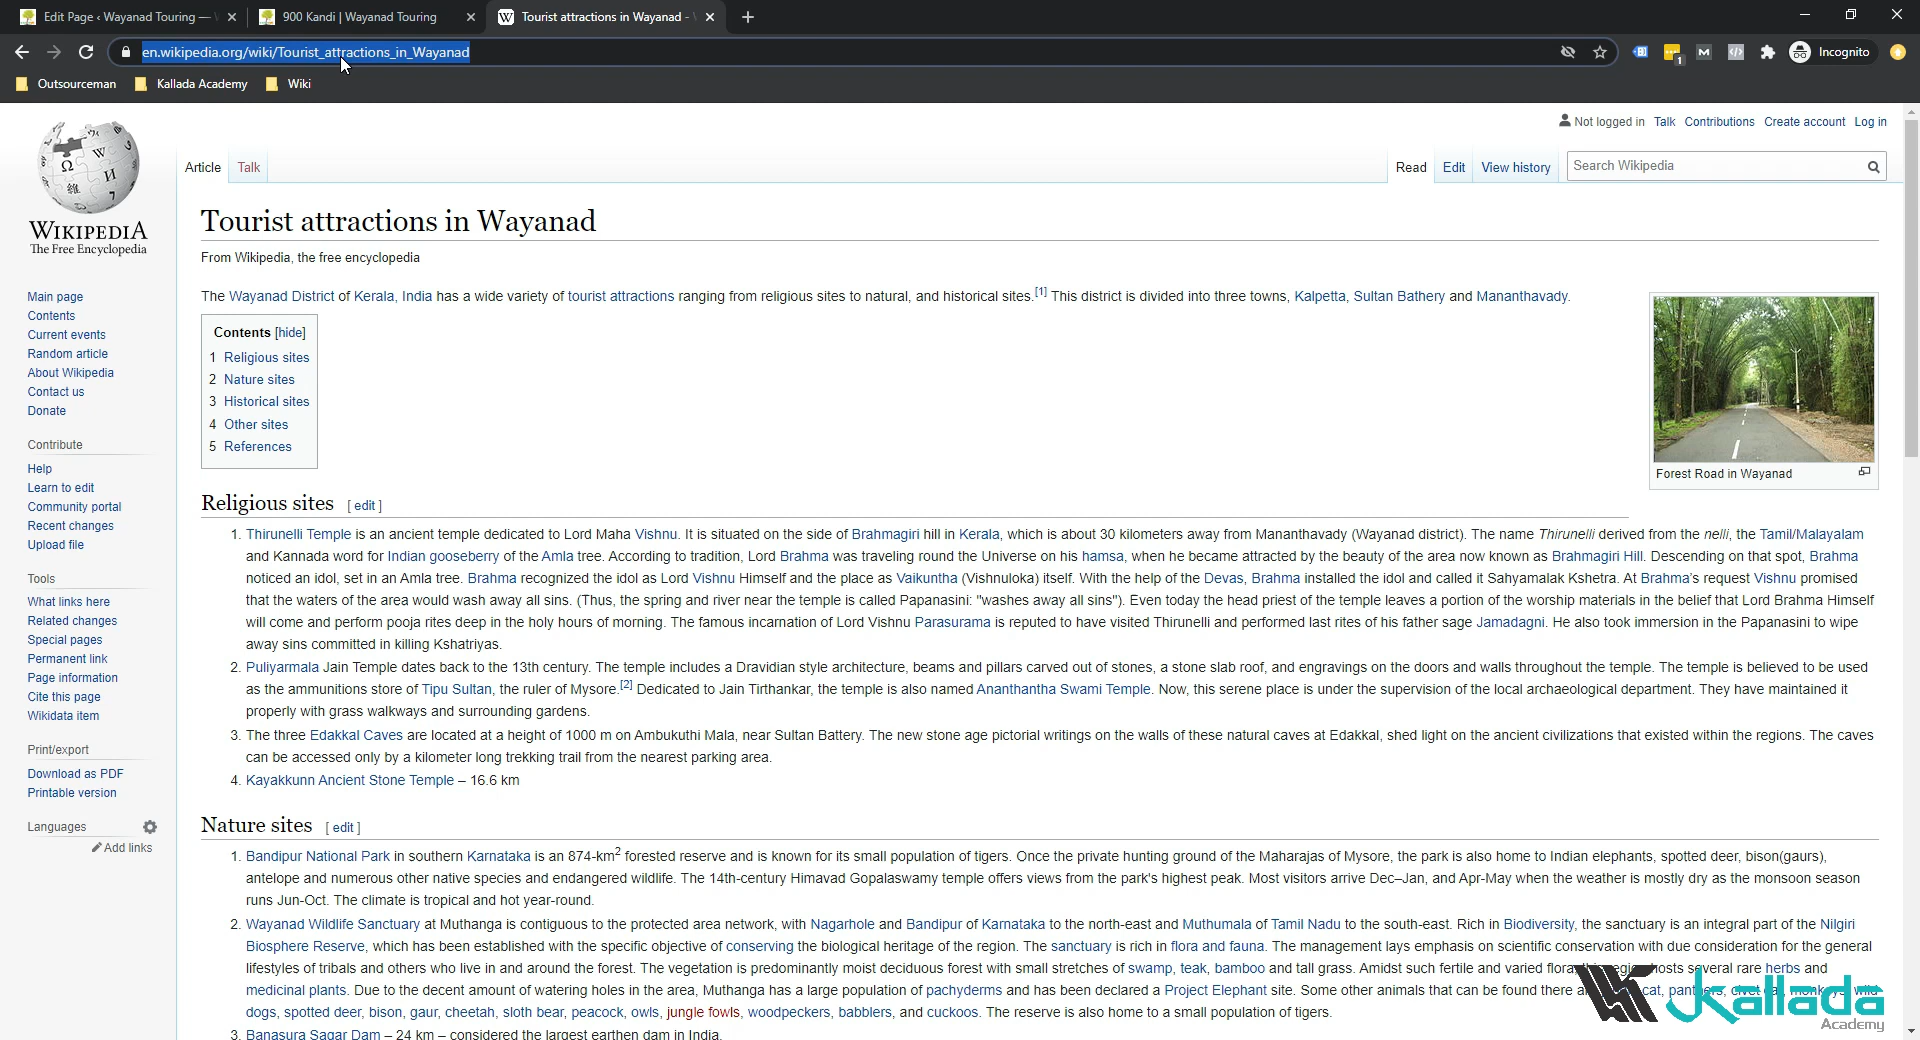 Edit Page ‹ Wayanad Touring —
900 Kandi | Wayanad Touring
Tourist attractions in Wayanad -
en.wikipedia.org/wiki/Tourist_attractions_in_Wayanad
1
Incognito
Outsourceman
Kallada Academy
Wiki
WIKIPEDIA
The Free Encyclopedia
Not logged in Talk Contributions Create account Log in
Article Talk
Read Edit View history
Search Wikipedia
Tourist attractions in Wayanad
From Wikipedia, the free encyclopedia
The Wayanad District of Kerala, India has a wide variety of tourist attractions ranging from religious sites to natural, and historical sites.[1] This district is divided into three towns, Kalpetta, Sultan Bathery and Mananthavady.
Forest Road in Wayanad
Contents [hide]
1 Religious sites
2 Nature sites
3 Historical sites
4 Other sites
5 References
Main page
Contents
Current events
Random article
About Wikipedia
Contact us
Donate
Contribute
Help
Learn to edit
Community portal
Recent changes
Upload file
Tools
What links here
Related changes
Special pages
Permanent link
Page information
Cite this page
Wikidata item
Print/export
Download as PDF
Printable version
Languages
Add links
Religious sites [ edit ]
1. Thirunelli Temple is an ancient temple dedicated to Lord Maha Vishnu. It is situated on the side of Brahmagiri hill in Kerala, which is about 30 kilometers away from Mananthavady (Wayanad district). The name Thirunelli derived from the nelli, the Tamil/Malayalam
and Kannada word for Indian gooseberry of the Amla tree. According to tradition, Lord Brahma was traveling round the Universe on his hamsa, when he became attracted by the beauty of the area now known as Brahmagiri Hill. Descending on that spot, Brahma
noticed an idol, set in an Amla tree. Brahma recognized the idol as Lord Vishnu Himself and the place as Vaikuntha (Vishnuloka) itself. With the help of the Devas, Brahma installed the idol and called it Sahyamalak Kshetra. At Brahma's request Vishnu promised
that the waters of the area would wash away all sins. (Thus, the spring and river near the temple is called Papanasini: "washes away all sins"). Even today the head priest of the temple leaves a portion of the worship materials in the belief that Lord Brahma Himself
will come and perform pooja rites deep in the holy hours of morning. The famous incarnation of Lord Vishnu Parasurama is reputed to have visited Thirunelli and performed last rites of his father sage Jamadagni. He also took immersion in the Papanasini to wipe
away sins committed in killing Kshatriyas.
2. Puliyarmala Jain Temple dates back to the 13th century. The temple includes a Dravidian style architecture, beams and pillars carved out of stones, a stone slab roof, and engravings on the doors and walls throughout the temple. The temple is believed to be used
as the ammunitions store of Tipu Sultan, the ruler of Mysore.[2] Dedicated to Jain Tirthankar, the temple is also named Ananthantha Swami Temple. Now, this serene place is under the supervision of the local archaeological department. They have maintained it
properly with grass walkways and surrounding gardens.
3. The three Edakkal Caves are located at a height of 1000 m on Ambukuthi Mala, near Sultan Battery. The new stone age pictorial writings on the walls of these natural caves at Edakkal, shed light on the ancient civilizations that existed within the regions. The caves
can be accessed only by a kilometer long trekking trail from the nearest parking area.
4. Kayakkunn Ancient Stone Temple – 16.6 km
Nature sites [ edit ]
1. Bandipur National Park in southern Karnataka is an 874-km2 forested reserve and is known for its small population of tigers. Once the private hunting ground of the Maharajas of Mysore, the park is also home to Indian elephants, spotted deer, bison(gaurs),
antelope and numerous other native species and endangered wildlife. The 14th-century Himavad Gopalaswamy temple offers views from the park's highest peak. Most visitors arrive Dec–Jan, and Apr-May when the weather is mostly dry as the monsoon season
runs Jun-Oct. The climate is tropical and hot year-round.
2. Wayanad Wildlife Sanctuary at Muthanga is contiguous to the protected area network, with Nagarhole and Bandipur of Karnataka to the north-east and Muthumala of Tamil Nadu to the south-east. Rich in Biodiversity, the sanctuary is an integral part of the Nilgiri
Biosphere Reserve, which has been established with the specific objective of conserving the biological heritage of the region. The sanctuary is rich in flora and fauna. The management lays emphasis on scientific conservation with due consideration for the general
lifestyles of tribals and others who live in and around the forest. The vegetation is predominantly moist deciduous forest with small stretches of swamp, teak, bamboo and tall grass. Amidst such fertile and varied flora, hosts several rare herbs and
medicinal plants. Due to the decent amount of watering holes in the area, Muthanga has a large population of pachyderms and has been declared a Project Elephant site. Some other animals that can be found there cat,
dogs, spotted deer, bison, gaur, cheetah, sloth bear, peacock, owls, jungle fowls, woodpeckers, babblers, and cuckoos. The reserve is also home to a small population of tigers.
3. Banasura Sagar Dam – 24 km – considered the largest earthen dam in India.
Kallada
Academy